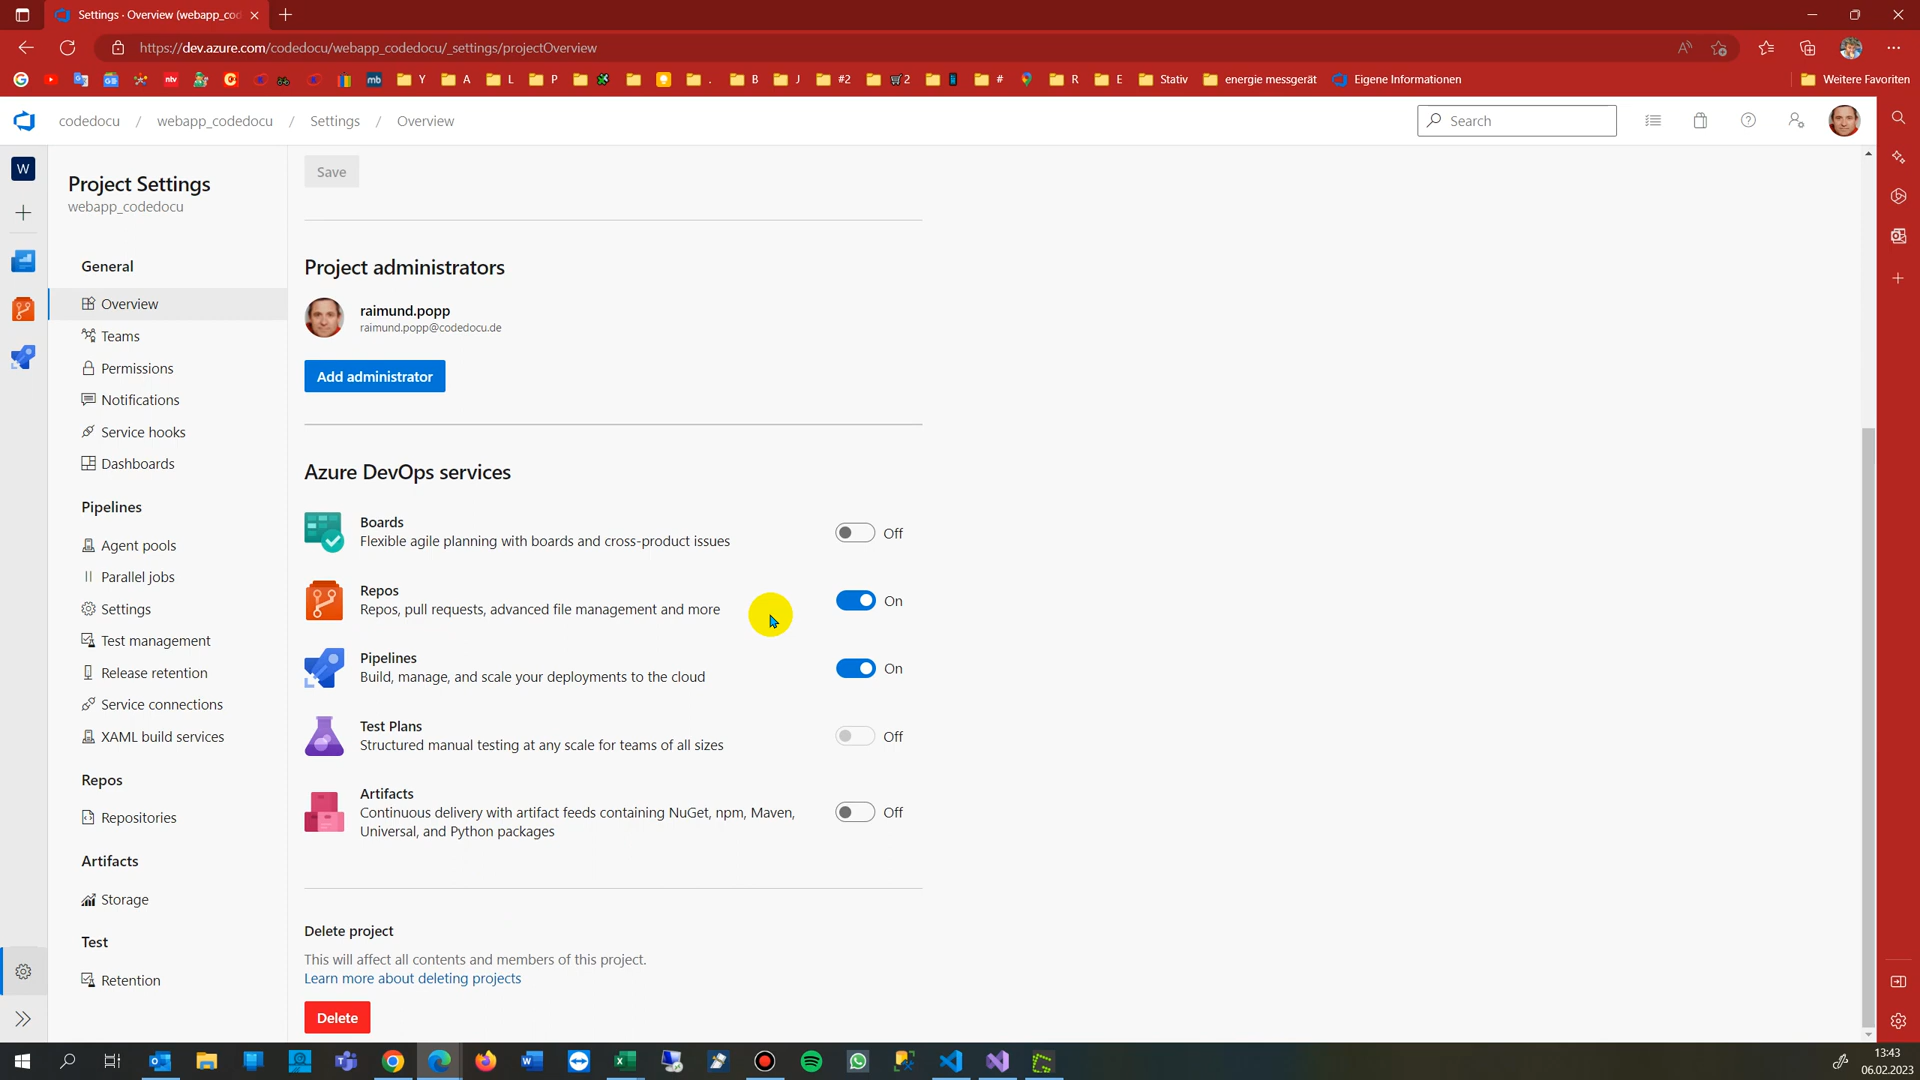 Settings · Overview (webapp_cod
https://dev.azure.com/codedocu/webapp_codedocu/_settings/projectOverview
Y
A
L
P
.
B
J
#2
2
#
R
E
Stativ
energie messgerät
Eigene Informationen
Weitere Favoriten
codedocu / webapp_codedocu / Settings / Overview
Search
W
Project Settings
webapp_codedocu
General
Overview
Teams
Permissions
Notifications
Service hooks
Dashboards
Pipelines
Agent pools
Parallel jobs
Settings
Test management
Release retention
Service connections
XAML build services
Repos
Repositories
Artifacts
Storage
Test
Retention
Save
Project administrators
raimund.popp
raimund.popp@codedocu.de
Add administrator
Azure DevOps services
Boards
Flexible agile planning with boards and cross-product issues
Off
Repos
Repos, pull requests, advanced file management and more
On
Pipelines
Build, manage, and scale your deployments to the cloud
On
Test Plans
Structured manual testing at any scale for teams of all sizes
Off
Artifacts
Continuous delivery with artifact feeds containing NuGet, npm, Maven,
Universal, and Python packages
Off
Delete project
This will affect all contents and members of this project.
Learn more about deleting projects
Delete
13:43
06.02.2023